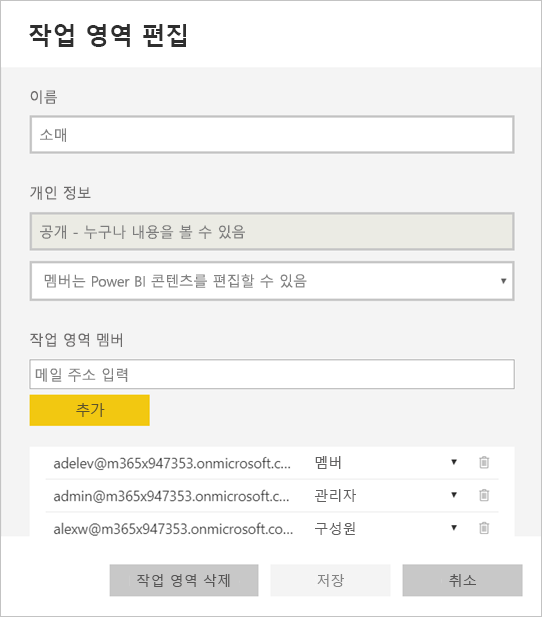 작업 영역 편집
이름
소매
개인 정보
공개 - 누구나 내용을 볼 수 있음
멤버는 Power BI 콘텐츠를 편집할 수 있음
작업 영역 멤버
메일 주소 입력
추가
adelev@m365x947353.onmicrosoft.c... 멤버
admin@m365x947353.onmicrosoft.c... 관리자
alexw@m365x947353.onmicrosoft.co... 구성원
작업 영역 삭제 저장 취소